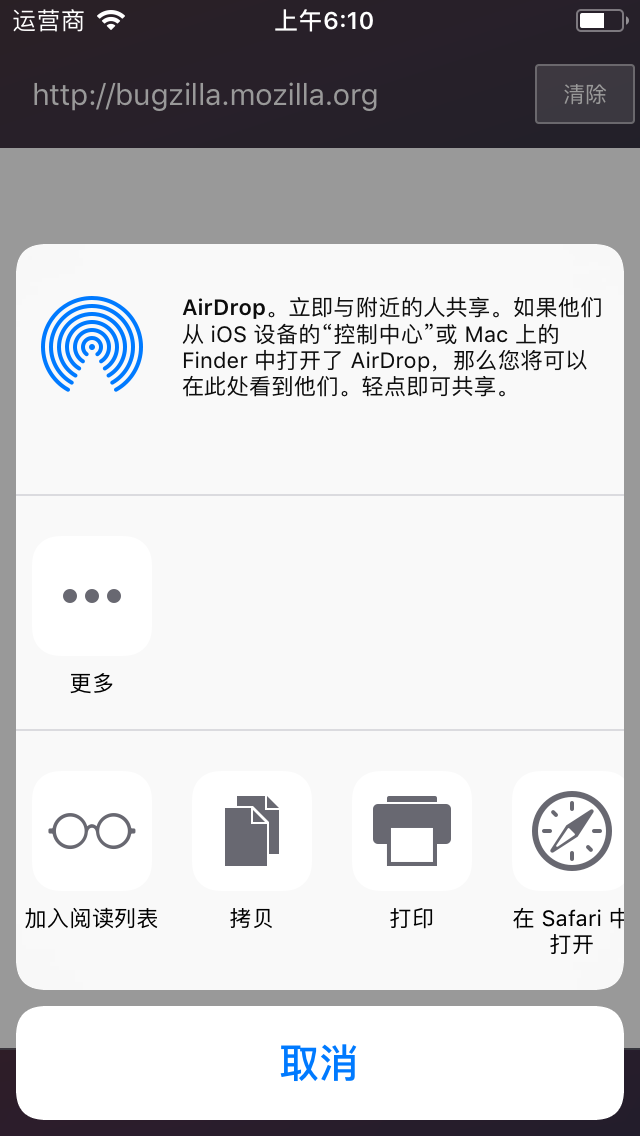 运营商
上午6:10
http://bugzilla.mozilla.org
清除
AirDrop。立即与附近的人共享。如果他们
从 iOS 设备的“控制中心”或 Mac 上的
Finder 中打开了 AirDrop，那么您将可以
在此处看到他们。轻点即可共享。
更多
加入阅读列表
拷贝
打印
在 Safari 中
打开
取消